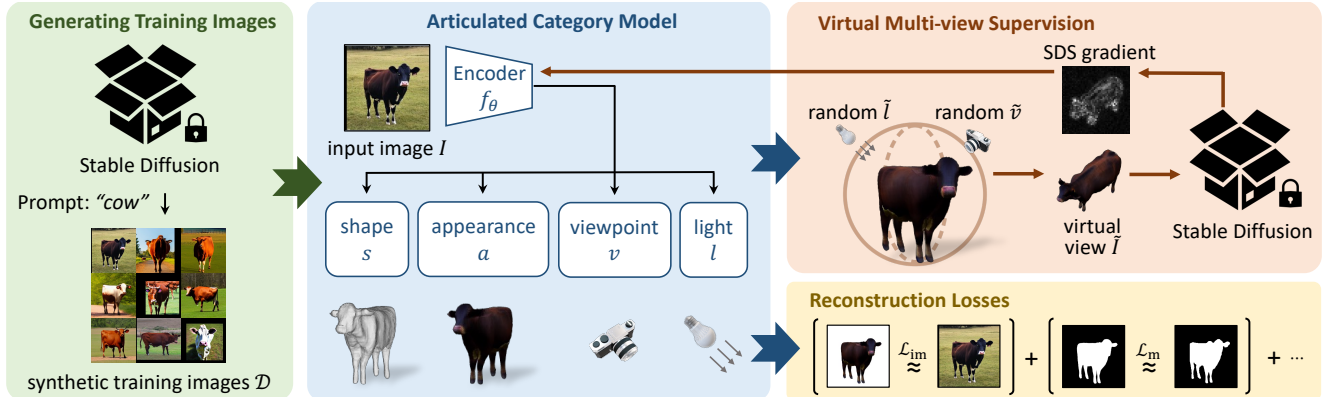 Generating Training Images
Stable Diffusion
Prompt: “cow”
synthetic training images 𝒟
Articulated Category Model
Encoder
f_θ
input image I
shape
s
appearance
a
viewpoint
v
light
l
Virtual Multi-view Supervision
SDS gradient
random l̃
random ṽ
virtual
view Ĩ
Stable Diffusion
Reconstruction Losses
( ℒ_im ≈ ) + ( ℒ_m ≈ ) + ···